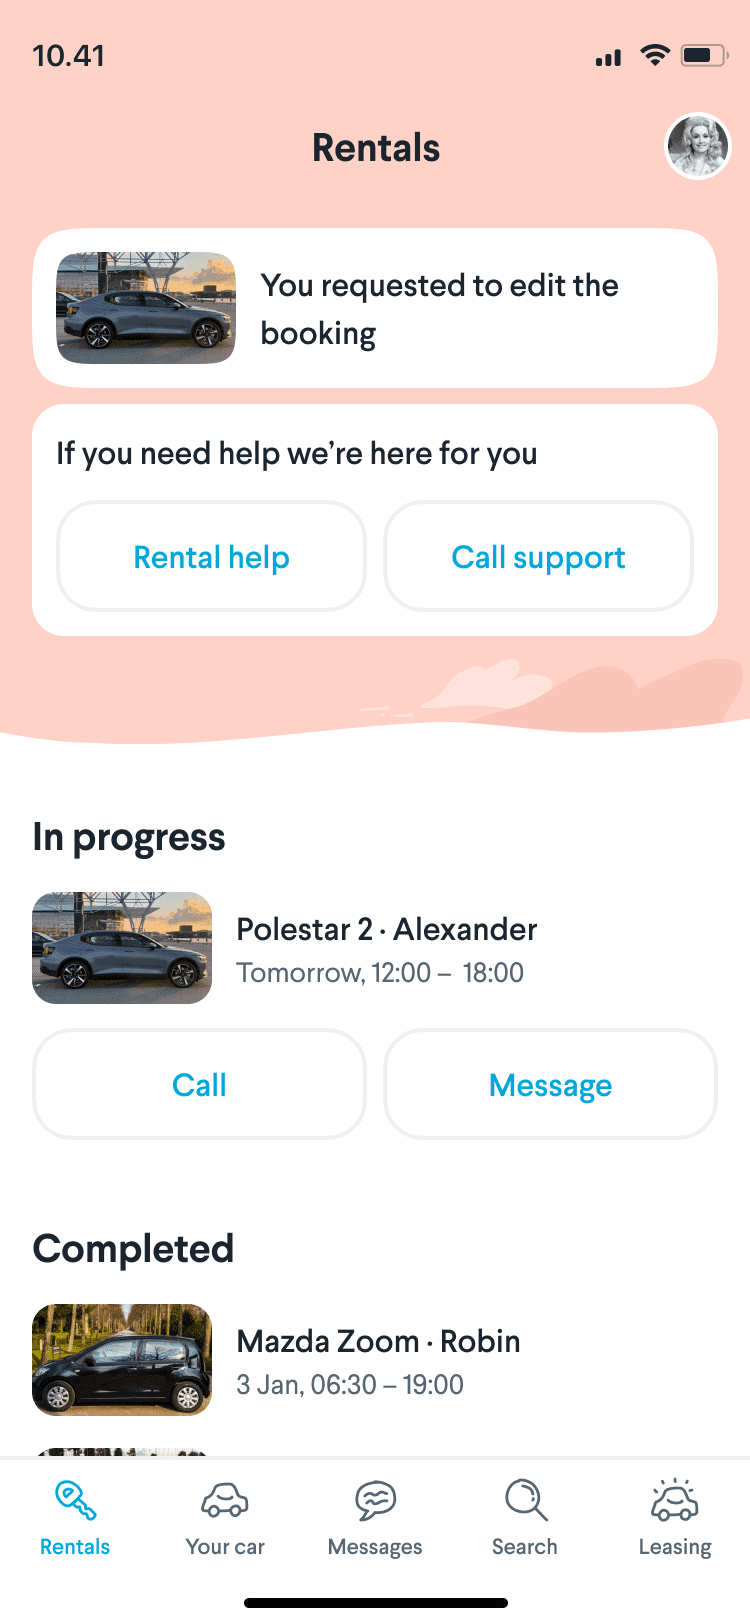 10.41
Rentals
You requested to edit the
booking
If you need help we’re here for you
Rental help
Call support
In progress
Polestar 2 · Alexander
Tomorrow, 12:00 – 18:00
Call
Message
Completed
Mazda Zoom · Robin
3 Jan, 06:30 – 19:00
Rentals
Your car
Messages
Search
Leasing